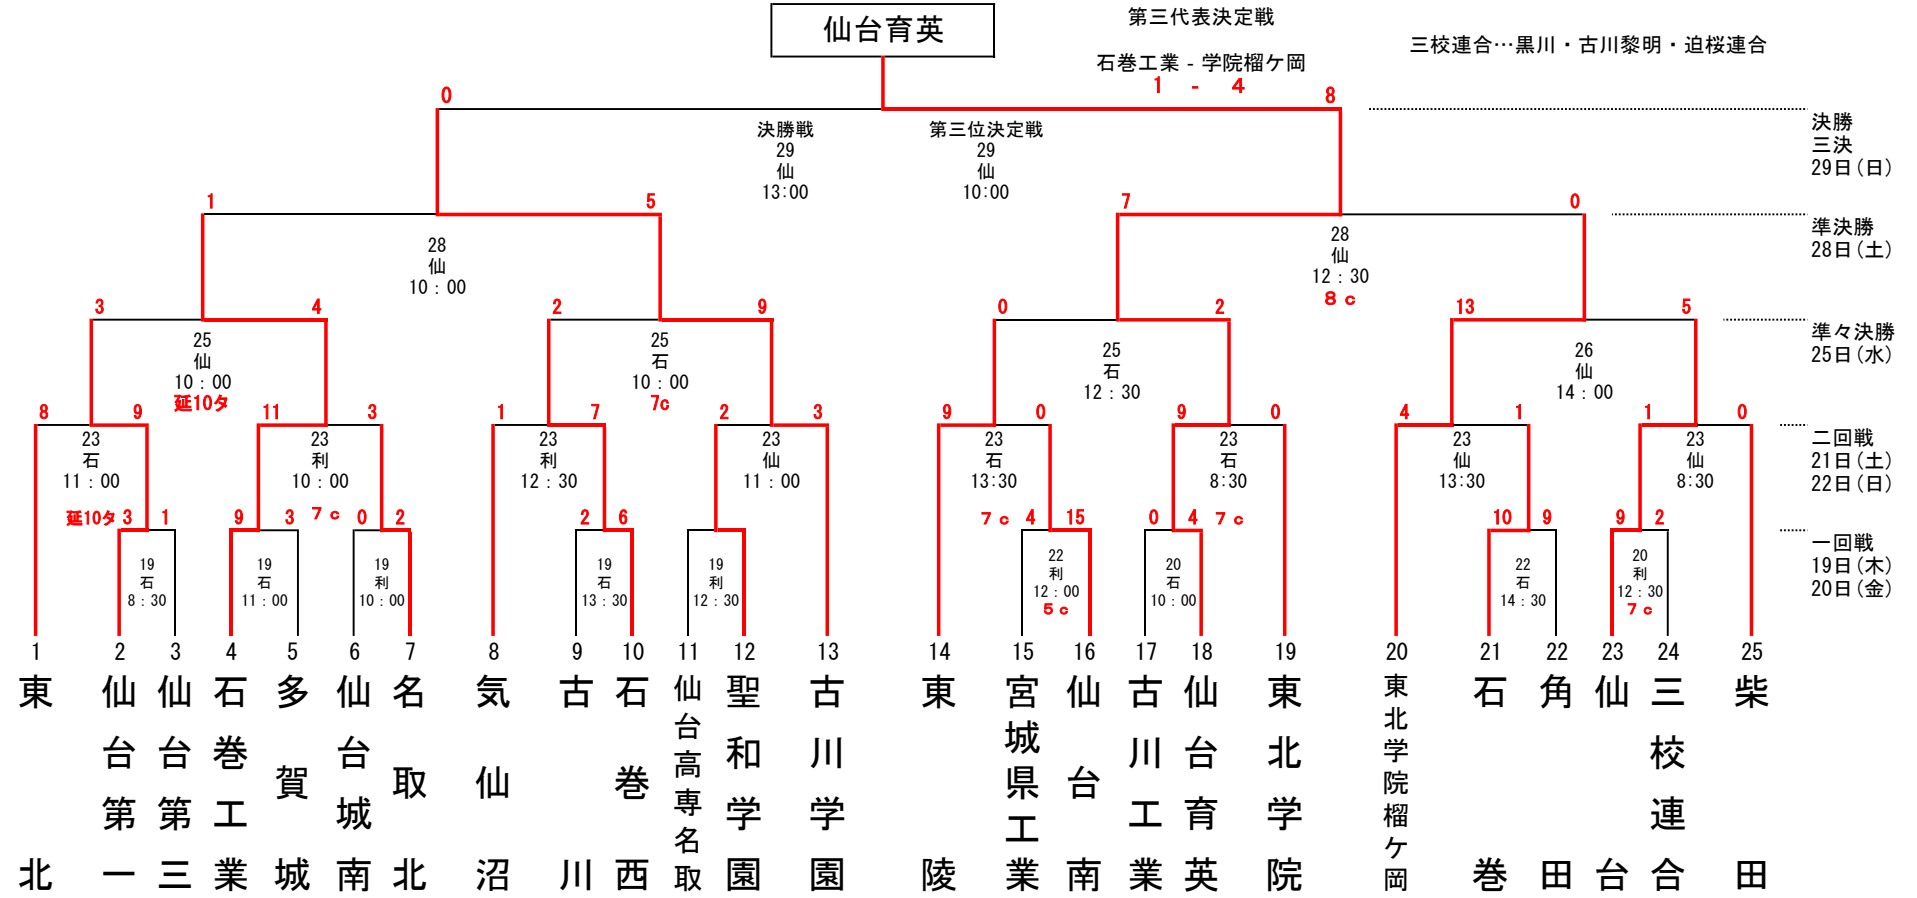 仙台育英
第三代表決定戦
石巻工業 - 学院榴ケ岡
1 - 4
三校連合…黒川・古川黎明・迫桜連合
0 8
決勝戦
29
仙
13:00
第三位決定戦
29
仙
10:00
決勝
三決
29日(日)
1 5 7 0
28
仙
10：00
28
仙
12：30
8ｃ
準決勝
28日(土)
3 4 2 9 0 2 13 5
25
仙
10：00
延10タ
25
石
10：00
7c
25
石
12：30
26
仙
14：00
準々決勝
25日(水)
8 9 11 3 1 7 2 3 9 0 9 0 4 1 1 0
23
石
11：00
23
利
10：00
7ｃ
23
利
12：30
23
仙
11：00
23
石
13:30
7ｃ
23
石
8:30
7ｃ
23
仙
13:30
23
仙
8:30
二回戦
21日(土)
22日(日)
延10タ
3 1 9 3 0 2 2 6 4 15 0 4 10 9 9 2
19
石
8：30
19
石
11：00
19
利
10：00
19
石
13：30
19
利
12：30
22
利
12：00
5ｃ
20
石
10：00
22
石
14：30
20
利
12：30
7ｃ
一回戦
19日(木)
20日(金)
1 2 3 4 5 6 7 8 9 10 11 12 13 14 15 16 17 18 19 20 21 22 23 24 25
東北
仙台第一
仙台第三
石巻工業
多賀城
仙台城南
名取北
気仙沼
古川
石巻西
仙台高専名取
聖和学園
古川学園
東陵
宮城県工業
仙台南
古川工業
仙台育英
東北学院
東北学院榴ケ岡
石巻
角田
仙台
三校連合
柴田